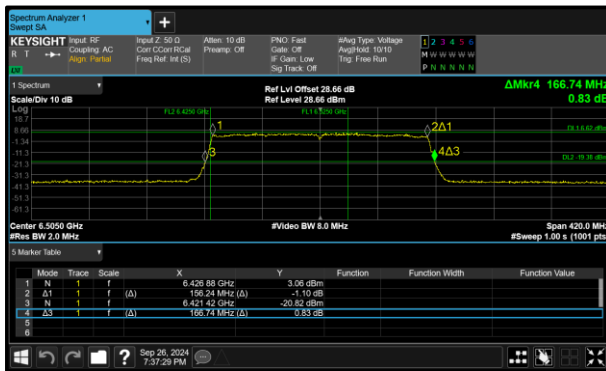 Spectrum Analyzer 1
Swept SA
+
KEYSIGHT Input: RF Input Z: 50 Ω Atten: 10 dB PNO: Fast #Avg Type: Voltage 1 2 3 4 5 6
R T Coupling: AC Corr CCorr RCal Preamp: Off Gate: Off Avg|Hold: 10/10 M W W W W W
Align: Partial Freq Ref: Int (S) IF Gain: Low Trig: Free Run P N N N N N
Sig Track: Off
1 Spectrum Ref Lvl Offset 28.66 dB ΔMkr4 166.74 MHz
Scale/Div 10 dB Ref Level 28.66 dBm 0.83 dB
Log FL2 6.4250 GHz
18.7
8.66 1 2Δ1 DL1 6.62 dBm
-1.34
-11.3 3 4Δ3
-21.3 DL2 -19.38 dBm
-31.3
-41.3
-51.3
-61.3
Center 6.5050 GHz #Video BW 8.0 MHz Span 420.0 MHz
#Res BW 2.0 MHz #Sweep 1.00 s (1001 pts
5 Marker Table
Mode Trace Scale X Y Function Function Width Function Value
1 N 1 f 6.426 88 GHz 3.06 dBm
2 Δ1 1 f (Δ) 156.24 MHz (Δ) -1.10 dB
3 N 1 f 6.421 42 GHz -20.82 dBm
4 Δ3 1 f (Δ) 166.74 MHz (Δ) 0.83 dB
5
6
? Sep 26, 2024
7:37:29 PM